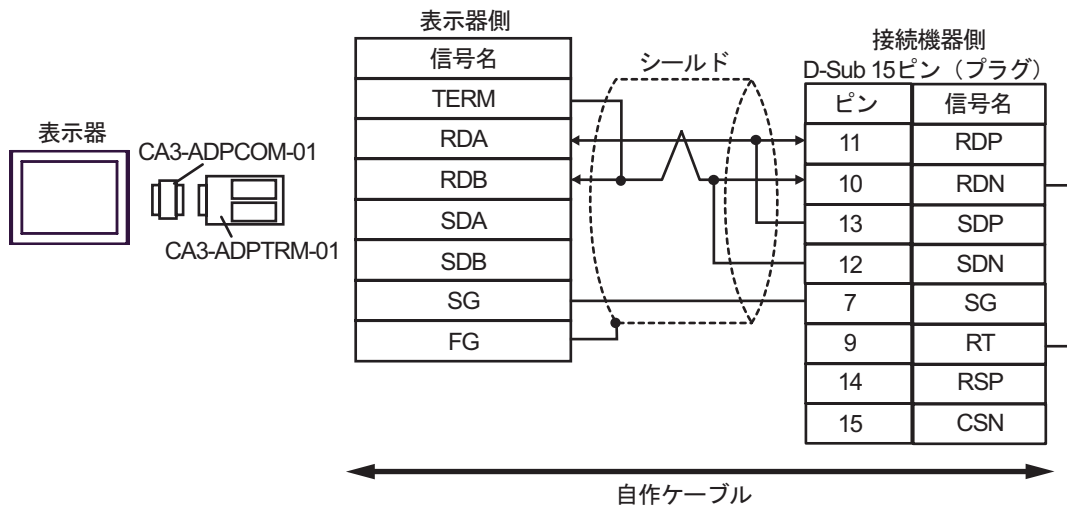 表示器
CA3-ADPCOM-01
CA3-ADPTRM-01
表示器側
信号名
TERM
RDA
RDB
SDA
SDB
SG
FG
シールド
接続機器側
D-Sub 15ピン（プラグ）
ピン 信号名
11 RDP
10 RDN
13 SDP
12 SDN
7 SG
9 RT
14 RSP
15 CSN
自作ケーブル